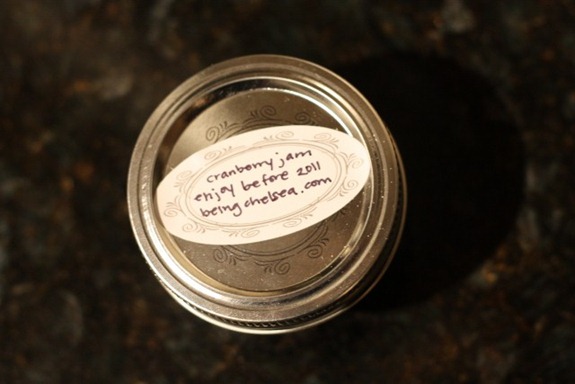 cranberry jam
enjoy before 2011
beingchelsea.com